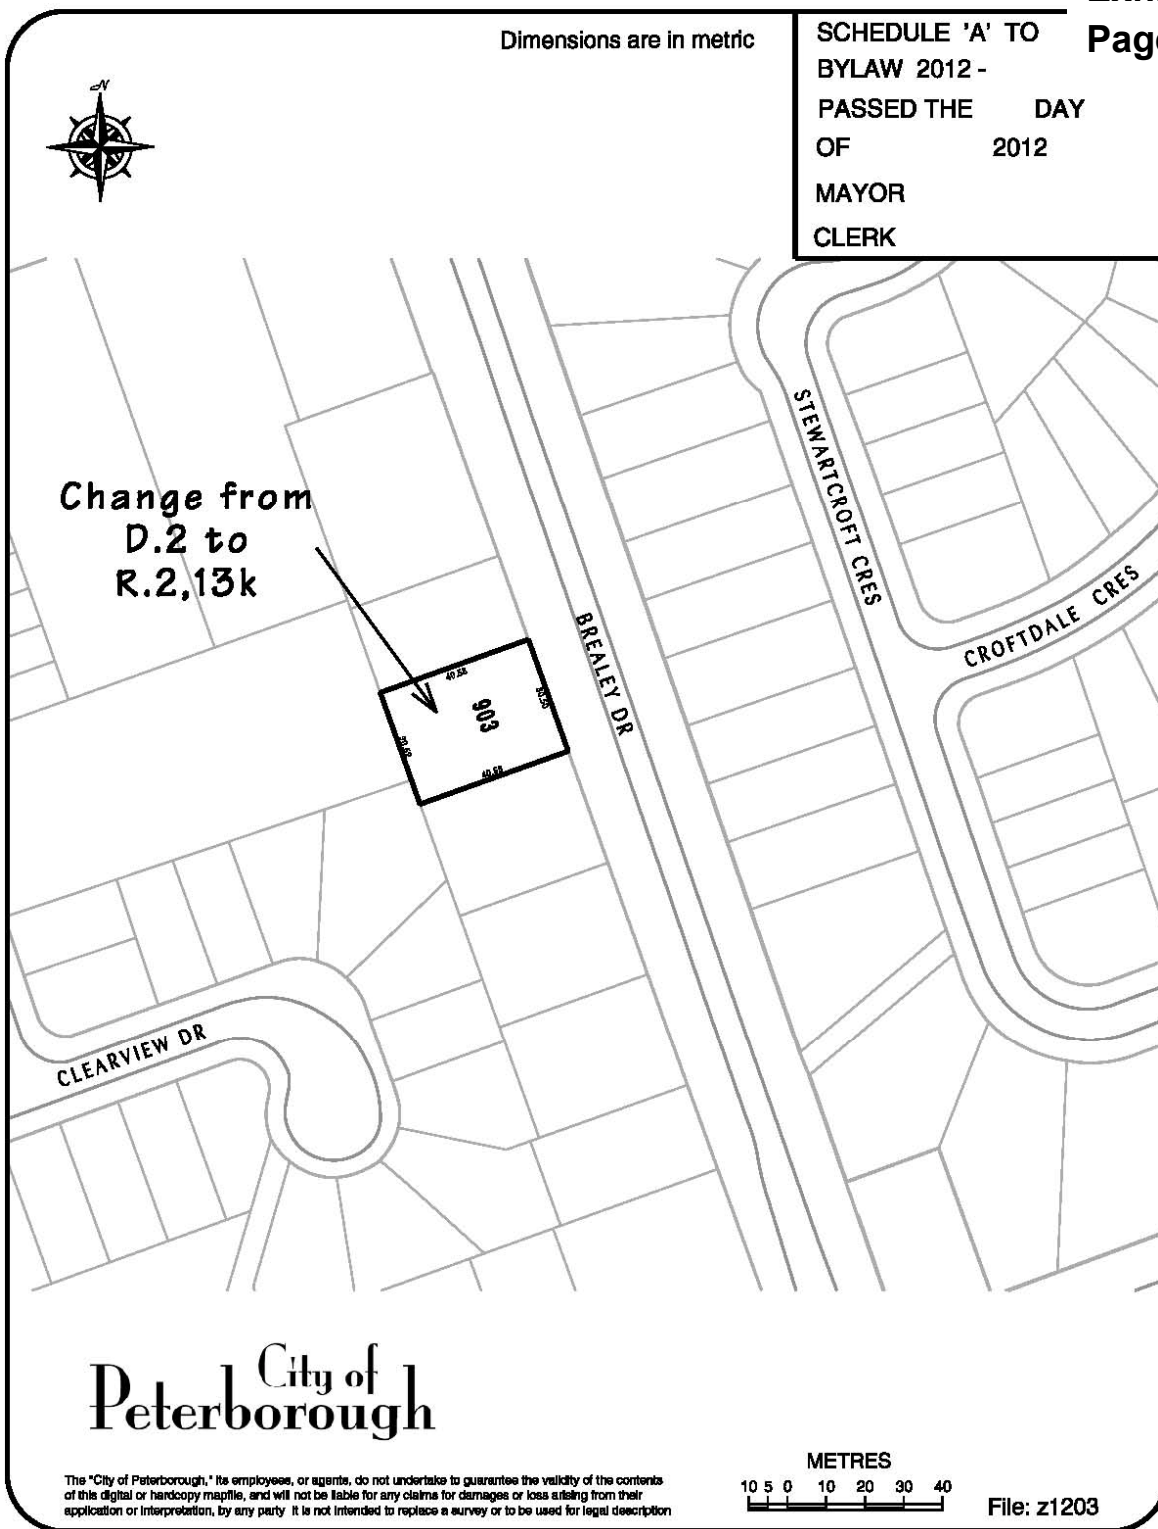 Dimensions are in metric
SCHEDULE 'A' TO
BYLAW 2012 -
PASSED THE DAY
OF 2012
MAYOR
CLERK
Page
N
STEWARTCROFT CRES
Change from
D.2 to
R.2,13k
CROFTDALE CRES
BREALEY DR
903
CLEARVIEW DR
City of
Peterborough
The "City of Peterborough," its employees, or agents, do not undertake to guarantee the validity of the contents
of this digital or hardcopy mapfile, and will not be liable for any claims for damages or loss arising from their
application or interpretation, by any party It is not intended to replace a survey or to be used for legal description
METRES
10 5 0 10 20 30 40
File: z1203